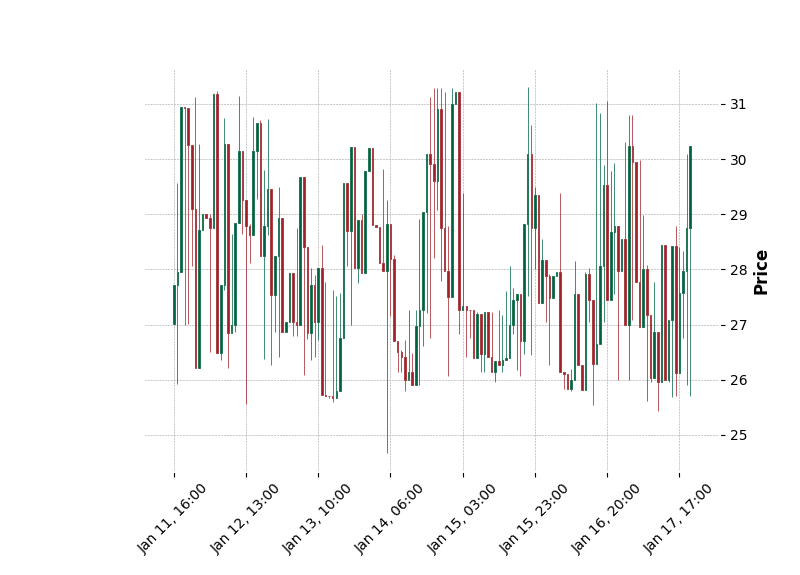 31
30
29
28
27
26
25
Price
Jan 11, 16:00
Jan 12, 13:00
Jan 13, 10:00
Jan 14, 06:00
Jan 15, 03:00
Jan 15, 23:00
Jan 16, 20:00
Jan 17, 17:00